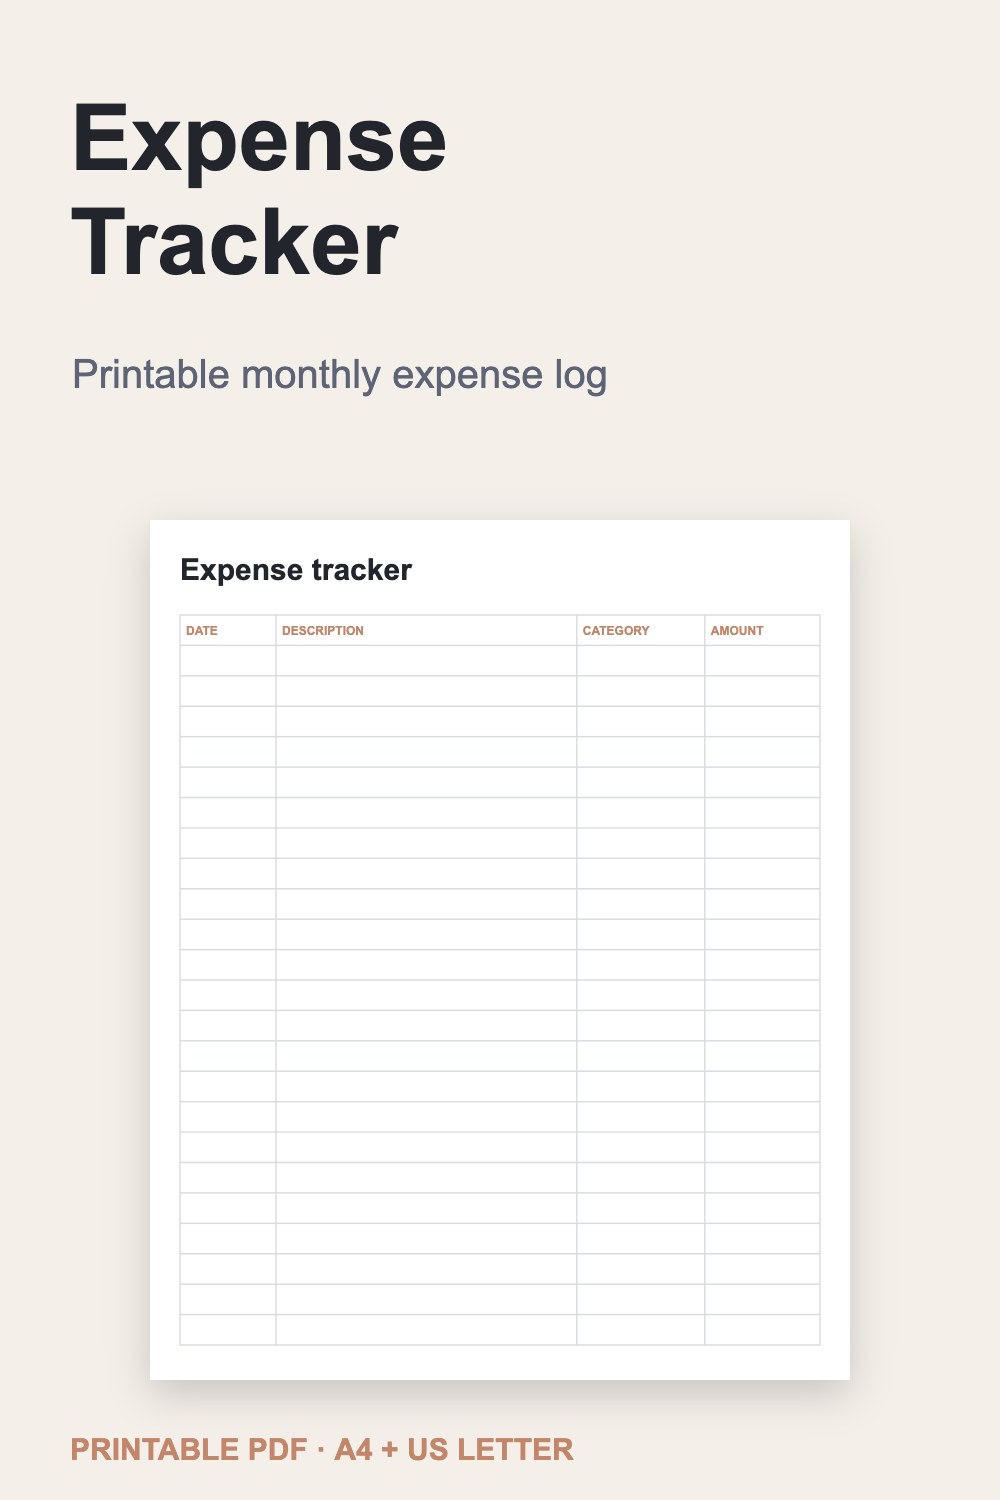 Expense
Tracker
Printable monthly expense log
Expense tracker
DATE DESCRIPTION CATEGORY AMOUNT
PRINTABLE PDF · A4 + US LETTER